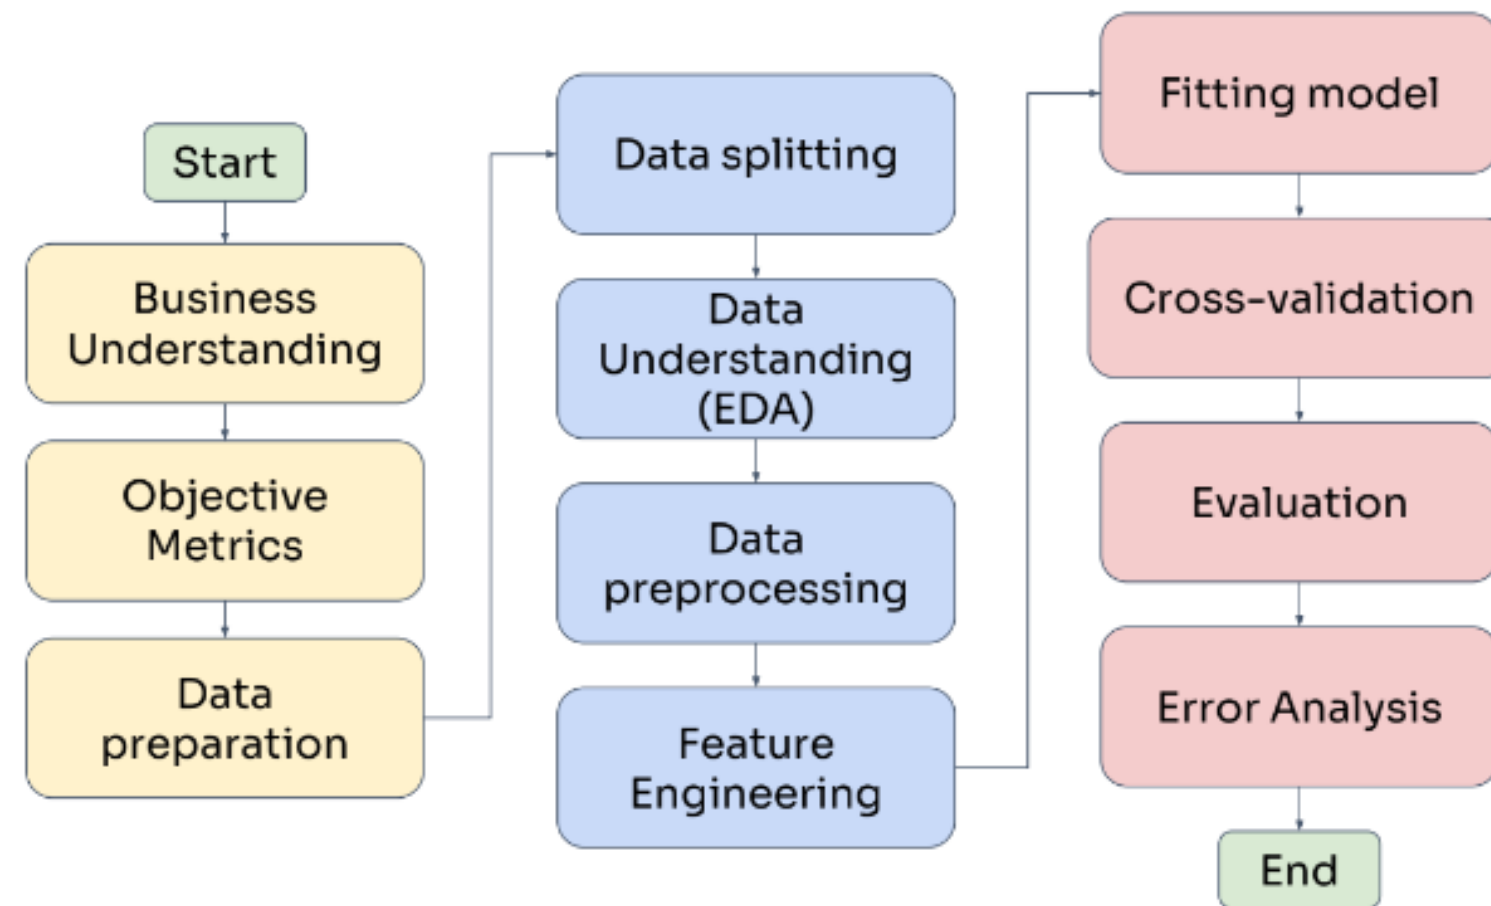 Start
Business
Understanding
Objective
Metrics
Data
preparation
Data splitting
Data
Understanding
(EDA)
Data
preprocessing
Feature
Engineering
Fitting model
Cross-validation
Evaluation
Error Analysis
End